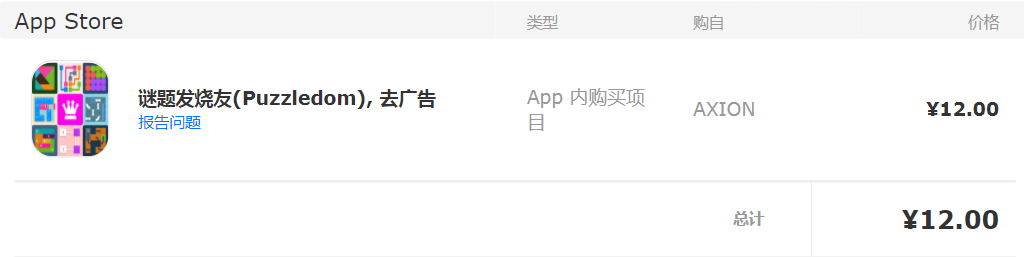 App Store 类型 购自 价格
谜题发烧友(Puzzledom), 去广告
报告问题
App 内购买项
目
AXION
¥12.00
总计 ¥12.00